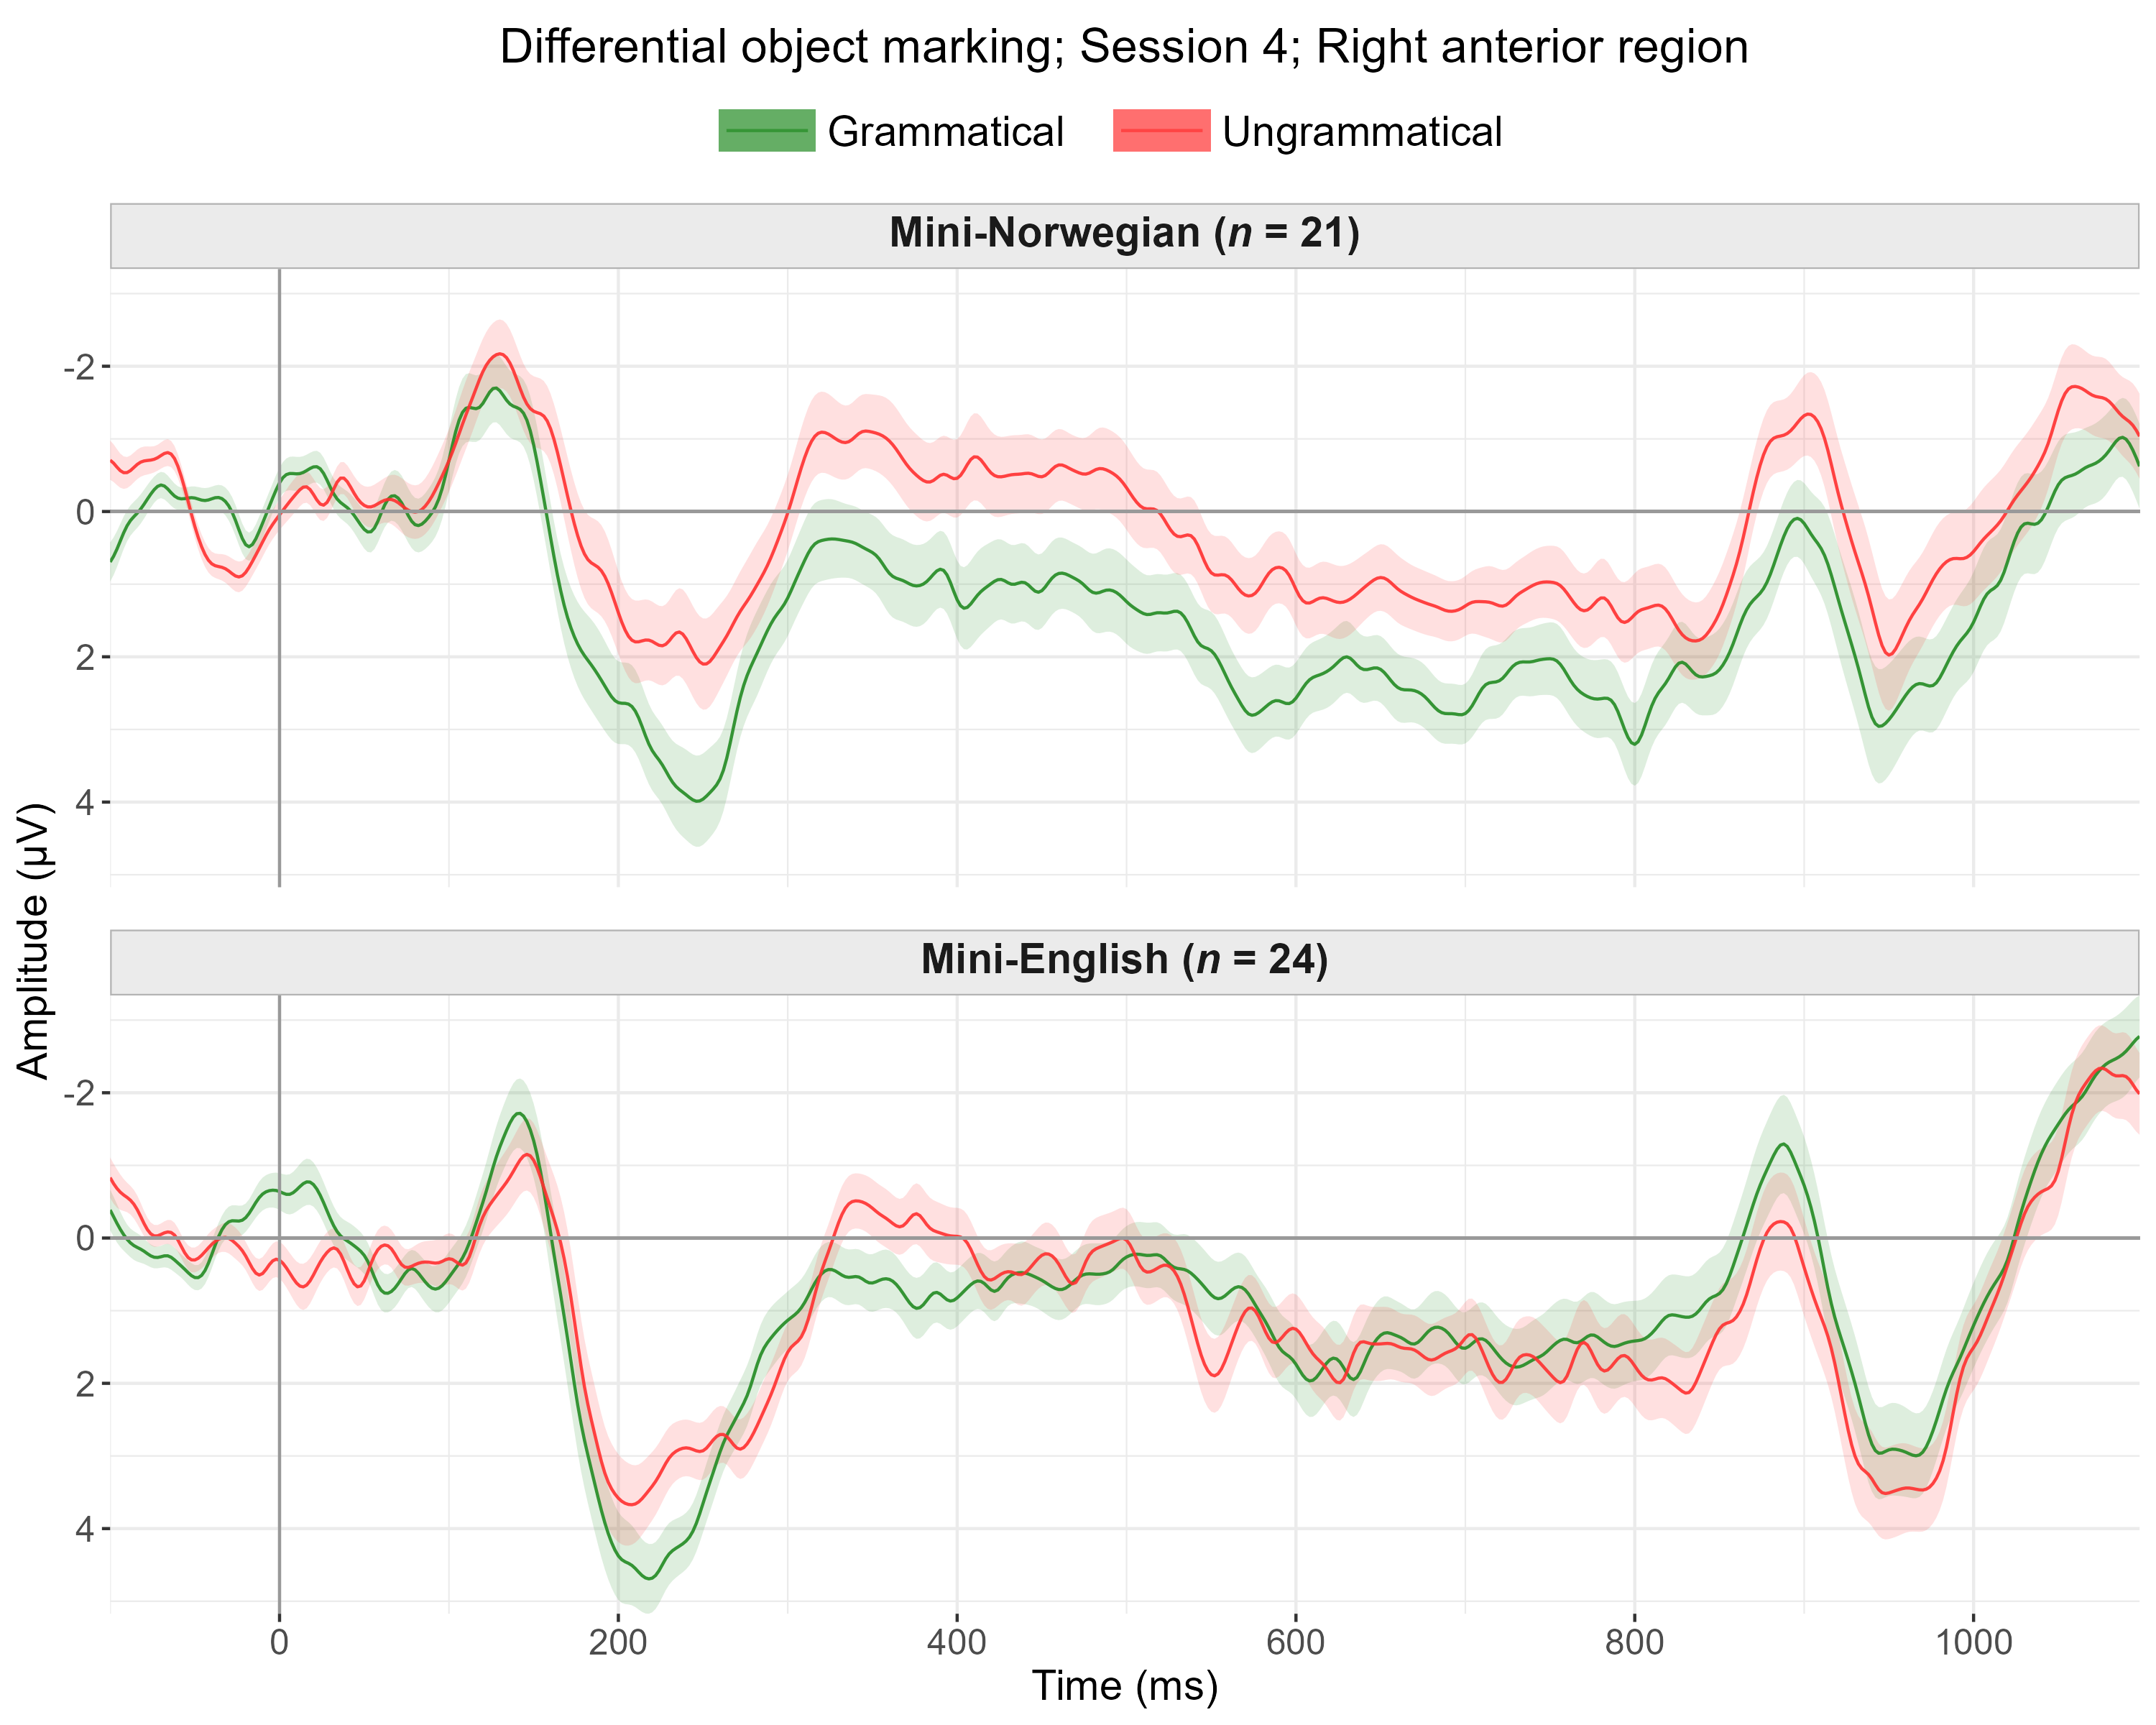 Differential object marking; Session 4; Right anterior region
Grammatical Ungrammatical
Mini-Norwegian (n = 21)
-2
0
2
4
Mini-English (n = 24)
-2
0
2
4
0 200 400 600 800 1000
Time (ms)
Amplitude (µV)